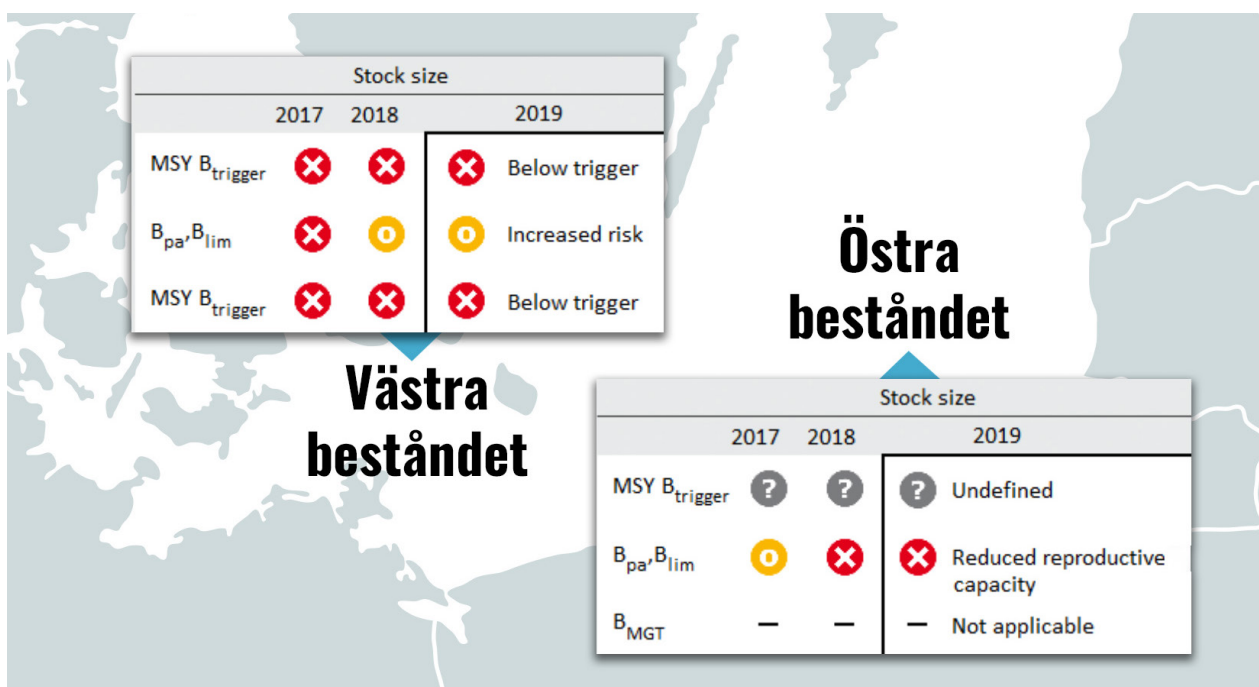 Stock size
2017 2018 2019
MSY Btrigger Below trigger
Bpa,Blim Increased risk
MSY Btrigger Below trigger
Västra
beståndet
Östra
beståndet
Stock size
2017 2018 2019
MSY Btrigger ? ? ? Undefined
Bpa,Blim Reduced reproductive
capacity
BMGT – – – Not applicable